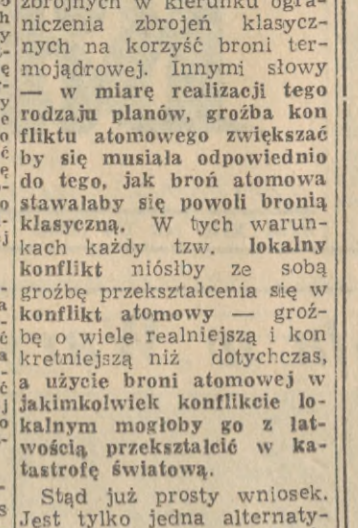 zbrojnych w kierunku ogra-
niczenia zbrojeń klasycz-
nych na korzyść broni ter-
mojądrowej. Innymi słowy
— w miarę realizacji tego
rodzaju planów, groźba kon
fliktu atomowego zwiększać
by się musiała odpowiednio
do tego, jak broń atomowa
stawałaby się powoli bronią
klasyczną. W tych warun-
kach każdy tzw. lokalny
konflikt niósłby ze sobą
groźbę przekształcenia się w
konflikt atomowy — groź-
bę o wiele realniejszą i kon
kretniejszą niż dotychczas,
a użycie broni atomowej w
jakimkolwiek konflikcie lo-
kalnym mogłoby go z łat-
wością przekształcić w ka-
tastrofę światową.
Stąd już prosty wniosek.
Jest tylko jedna alternaty-